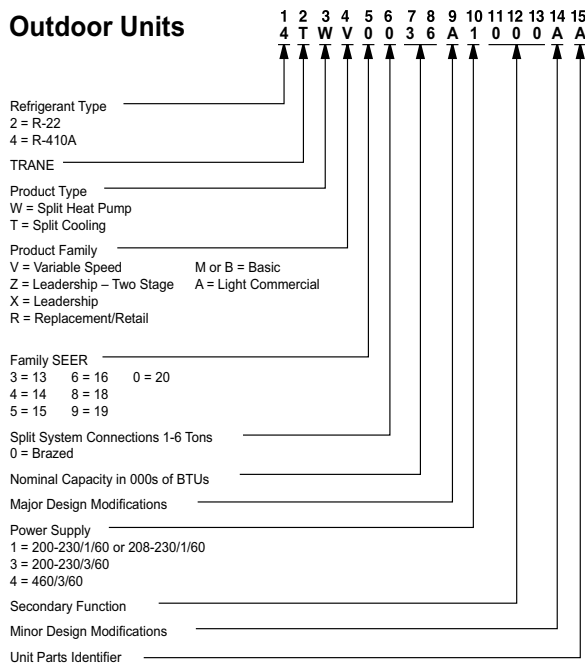 Outdoor Units
1 2 3 4 5 6 7 8 9 10 11 12 13 14 15
4 T W V 0 0 3 6 A 1 0 0 0 A A
Refrigerant Type
2 = R-22
4 = R-410A
TRANE
Product Type
W = Split Heat Pump
T = Split Cooling
Product Family
V = Variable Speed M or B = Basic
Z = Leadership – Two Stage A = Light Commercial
X = Leadership
R = Replacement/Retail
Family SEER
3 = 13 6 = 16 0 = 20
4 = 14 8 = 18
5 = 15 9 = 19
Split System Connections 1-6 Tons
0 = Brazed
Nominal Capacity in 000s of BTUs
Major Design Modifications
Power Supply
1 = 200-230/1/60 or 208-230/1/60
3 = 200-230/3/60
4 = 460/3/60
Secondary Function
Minor Design Modifications
Unit Parts Identifier